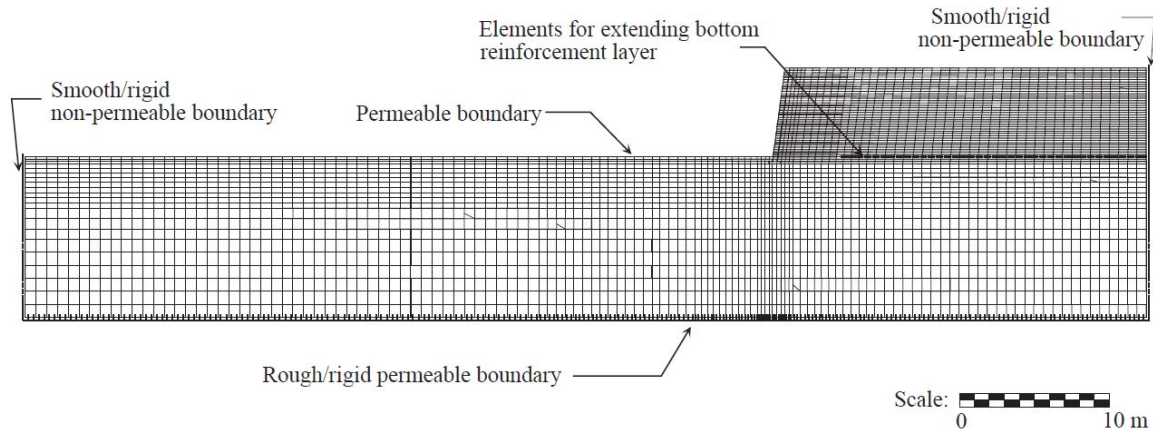 Elements for extending bottom
reinforcement layer
Smooth/rigid
non-permeable boundary
Smooth/rigid
non-permeable boundary
Permeable boundary
Rough/rigid permeable boundary
Scale:
0 10 m